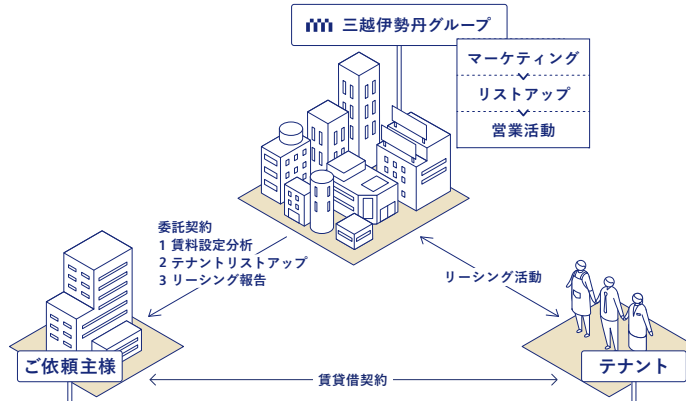 三越伊勢丹グループ
マーケティング
リストアップ
営業活動
委託契約
1 賃料設定分析
2 テナントリストアップ
3 リーシング報告
リーシング活動
ご依頼主様
賃貸借契約
テナント